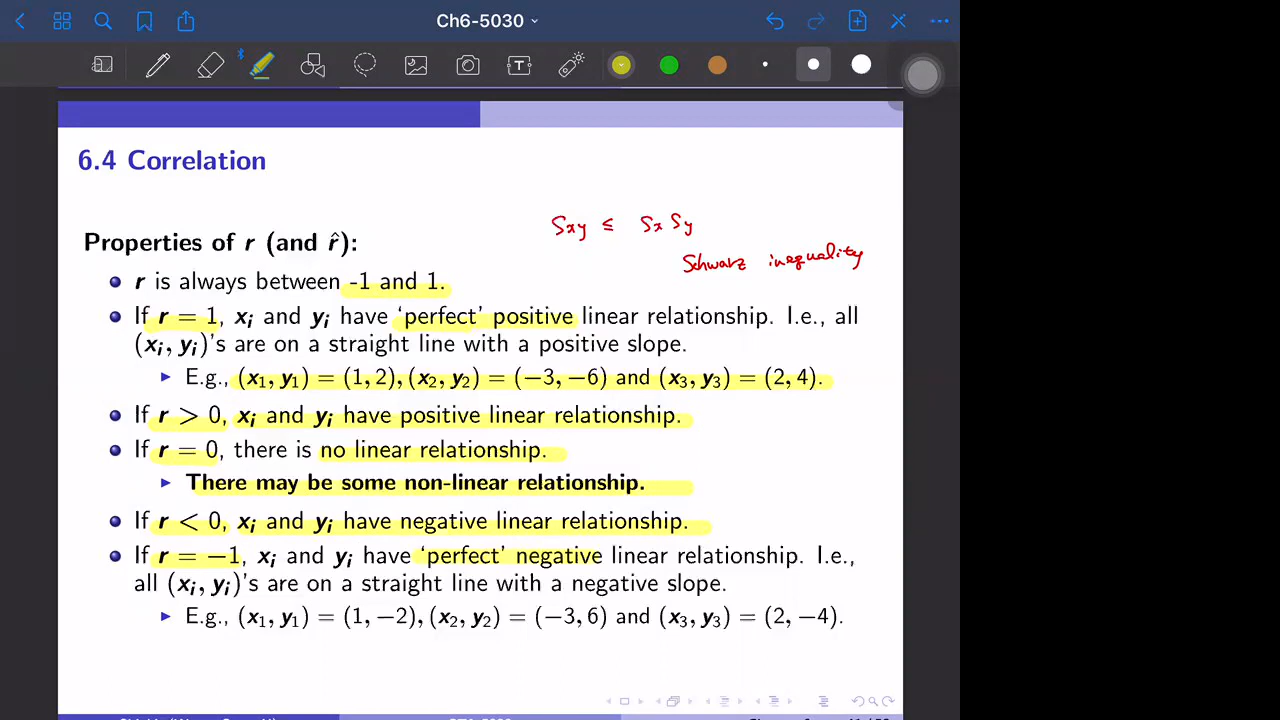 Ch6-5030
6.4 Correlation
Sxy ≤ Sx Sy
Schwarz inequality
Properties of r (and r̂):
r is always between -1 and 1.
If r = 1, xᵢ and yᵢ have ‘perfect’ positive linear relationship. I.e., all
(xᵢ, yᵢ)’s are on a straight line with a positive slope.
E.g., (x₁, y₁) = (1, 2), (x₂, y₂) = (−3, −6) and (x₃, y₃) = (2, 4).
If r > 0, xᵢ and yᵢ have positive linear relationship.
If r = 0, there is no linear relationship.
There may be some non-linear relationship.
If r < 0, xᵢ and yᵢ have negative linear relationship.
If r = −1, xᵢ and yᵢ have ‘perfect’ negative linear relationship. I.e.,
all (xᵢ, yᵢ)’s are on a straight line with a negative slope.
E.g., (x₁, y₁) = (1, −2), (x₂, y₂) = (−3, 6) and (x₃, y₃) = (2, −4).